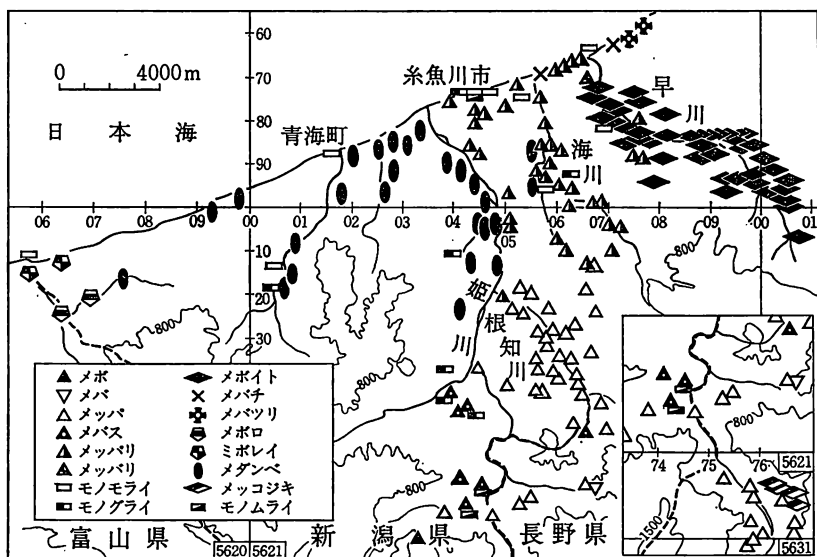 0 4000m
日本海
糸魚川市
青海町
早川
海川
姫川
根知川
55
60
70
80
90
06 07 08 09 00 01 02 03 04 05 06 07 08 09 00
10
20
30
800
800
800
800
800
▲ メボ
▽ メバ
△ メッパ
メバス
メッバリ
メッパリ
モノモライ
モノグライ
メボイト
× メバチ
メバツリ
メボロ
ミボレイ
メダンベ
メッコジキ
モノムライ
富山県 新潟県 長野県
5620 5621
800
74 75 76 5621
1500
5631